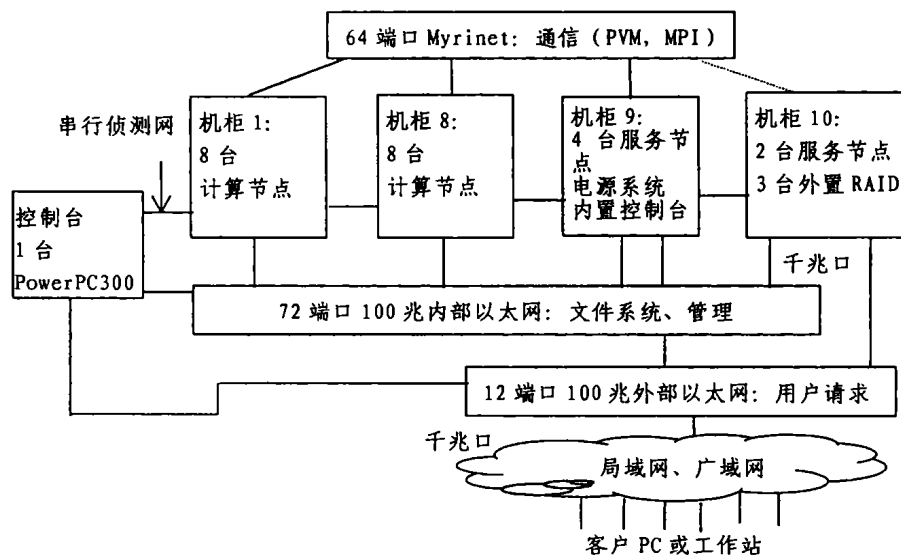 64 端口 Myrinet: 通信 (PVM, MPI)
串行侦测网
机柜 1:
8 台
计算节点
机柜 8:
8 台
计算节点
机柜 9:
4 台服务节
点
电源系统
内置控制台
机柜 10:
2 台服务节点
3 台外置 RAID
控制台
1 台
PowerPC300
千兆口
72 端口 100 兆内部以太网: 文件系统、管理
12 端口 100 兆外部以太网: 用户请求
千兆口
局域网、广域网
客户 PC 或工作站